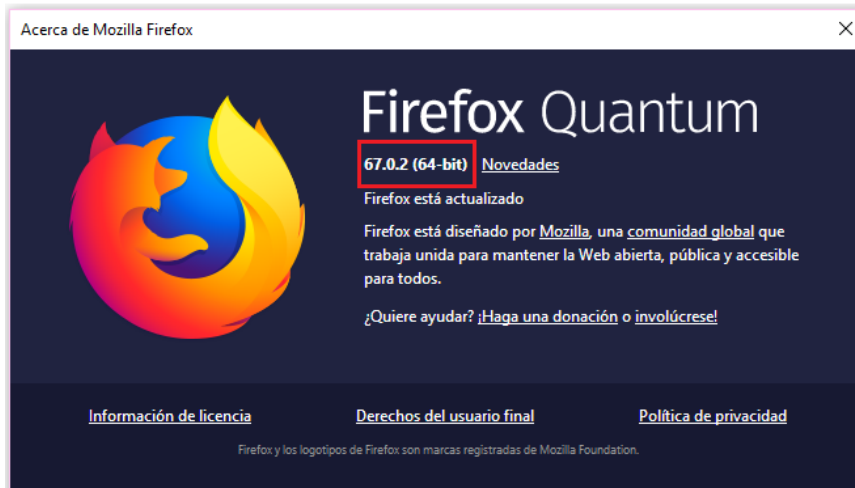 Acerca de Mozilla Firefox
Firefox Quantum
67.0.2 (64-bit) Novedades
Firefox está actualizado
Firefox está diseñado por Mozilla, una comunidad global que
trabaja unida para mantener la Web abierta, pública y accesible
para todos.
¿Quiere ayudar? ¡Haga una donación o involúcrese!
Información de licencia Derechos del usuario final Política de privacidad
Firefox y los logotipos de Firefox son marcas registradas de Mozilla Foundation.